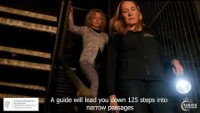 A guide will lead you down 125 steps into
narrow passages